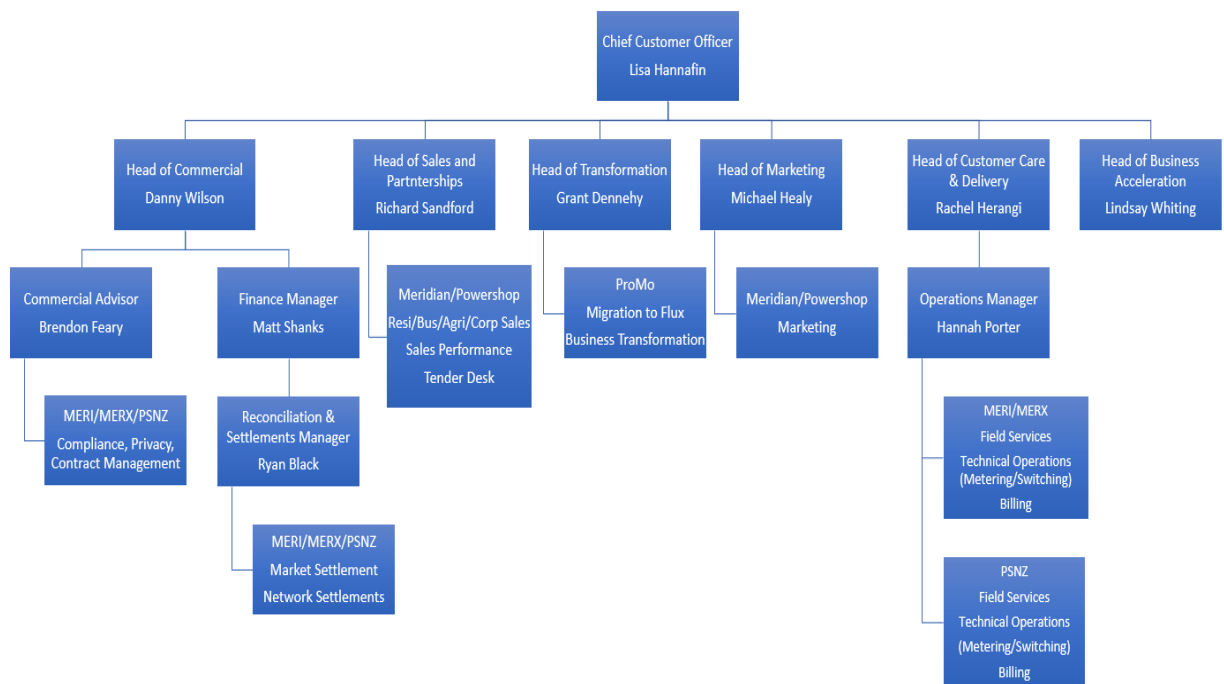 Chief Customer Officer
Lisa Hannafin
Head of Commercial
Danny Wilson
Head of Sales and
Partnterships
Richard Sandford
Head of Transformation
Grant Dennehy
Head of Marketing
Michael Healy
Head of Customer Care
& Delivery
Rachel Herangi
Head of Business
Acceleration
Lindsay Whiting
Commercial Advisor
Brendon Feary
Finance Manager
Matt Shanks
Meridian/Powershop
Resi/Bus/Agri/Corp Sales
Sales Performance
Tender Desk
ProMo
Migration to Flux
Business Transformation
Meridian/Powershop
Marketing
Operations Manager
Hannah Porter
MERI/MERX/PSNZ
Compliance, Privacy,
Contract Management
Reconciliation &
Settlements Manager
Ryan Black
MERI/MERX
Field Services
Technical Operations
(Metering/Switching)
Billing
MERI/MERX/PSNZ
Market Settlement
Network Settlements
PSNZ
Field Services
Technical Operations
(Metering/Switching)
Billing